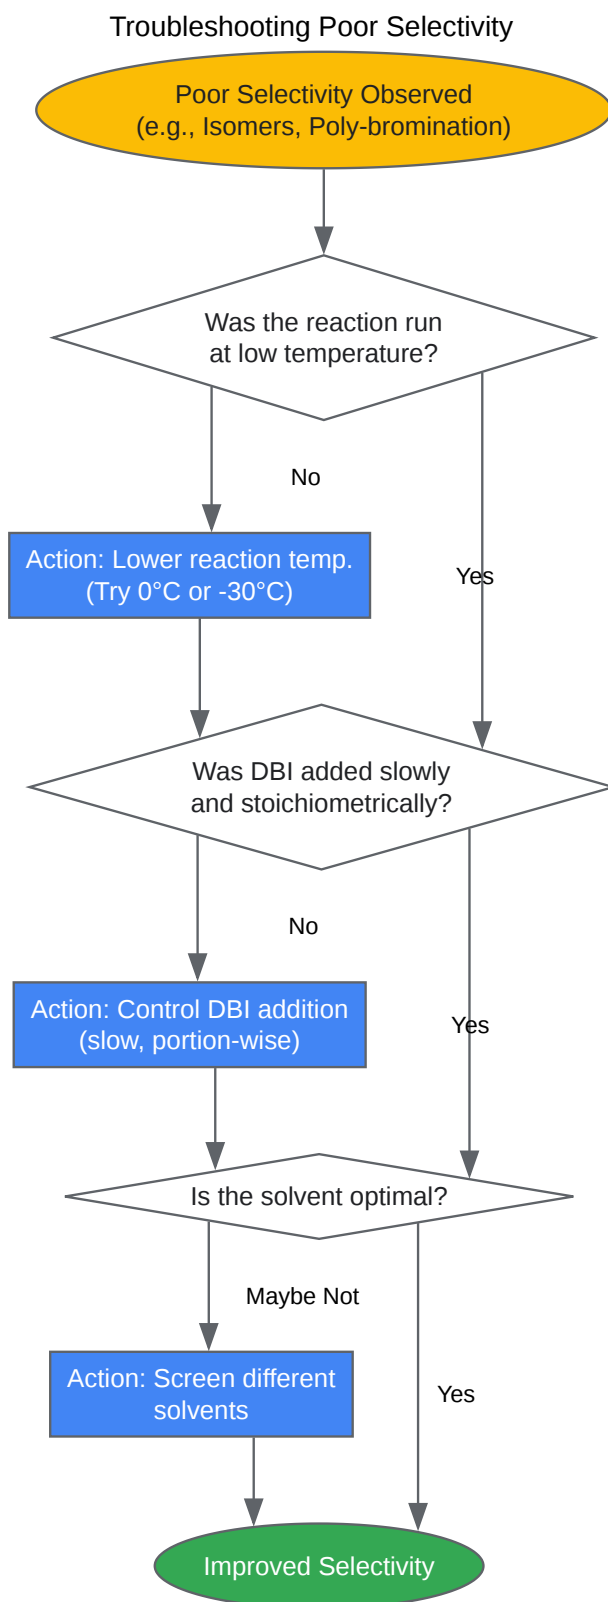 Troubleshooting Poor Selectivity
Poor Selectivity Observed
(e.g., Isomers, Poly-bromination)
Was the reaction run
at low temperature?
No
Action: Lower reaction temp.
(Try 0°C or -30°C)
Yes
Was DBI added slowly
and stoichiometrically?
No
Action: Control DBI addition
(slow, portion-wise)
Yes
Is the solvent optimal?
Maybe Not
Action: Screen different
solvents
Yes
Improved Selectivity